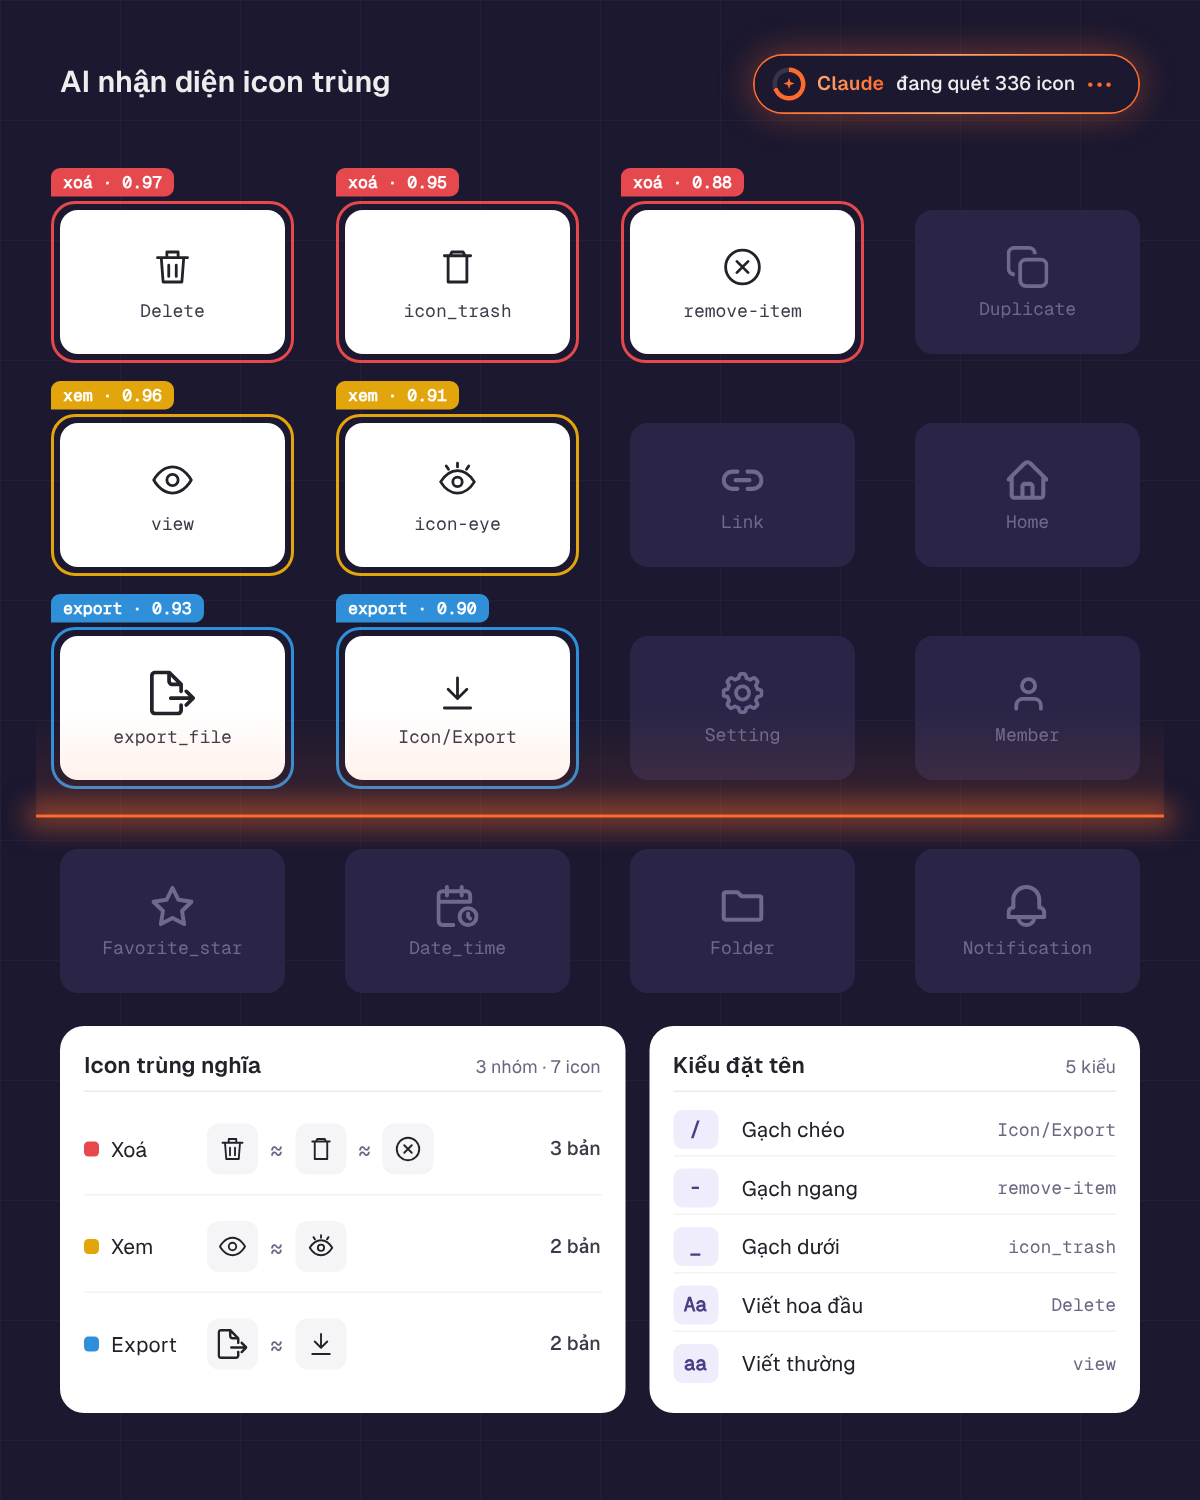 AI nhận diện icon trùng
Claude đang quét 336 icon •••
xoá · 0.97
xoá · 0.95
xoá · 0.88
Delete
icon_trash
remove-item
Duplicate
xem · 0.96
xem · 0.91
view
icon-eye
Link
Home
export · 0.93
export · 0.90
export_file
Icon/Export
Setting
Member
Favorite_star
Date_time
Folder
Notification
Icon trùng nghĩa
3 nhóm · 7 icon
Xoá ≈ ≈ 3 bản
Xem ≈ 2 bản
Export ≈ 2 bản
Kiểu đặt tên
5 kiểu
/ Gạch chéo Icon/Export
- Gạch ngang remove-item
_ Gạch dưới icon_trash
Aa Viết hoa đầu Delete
aa Viết thường view